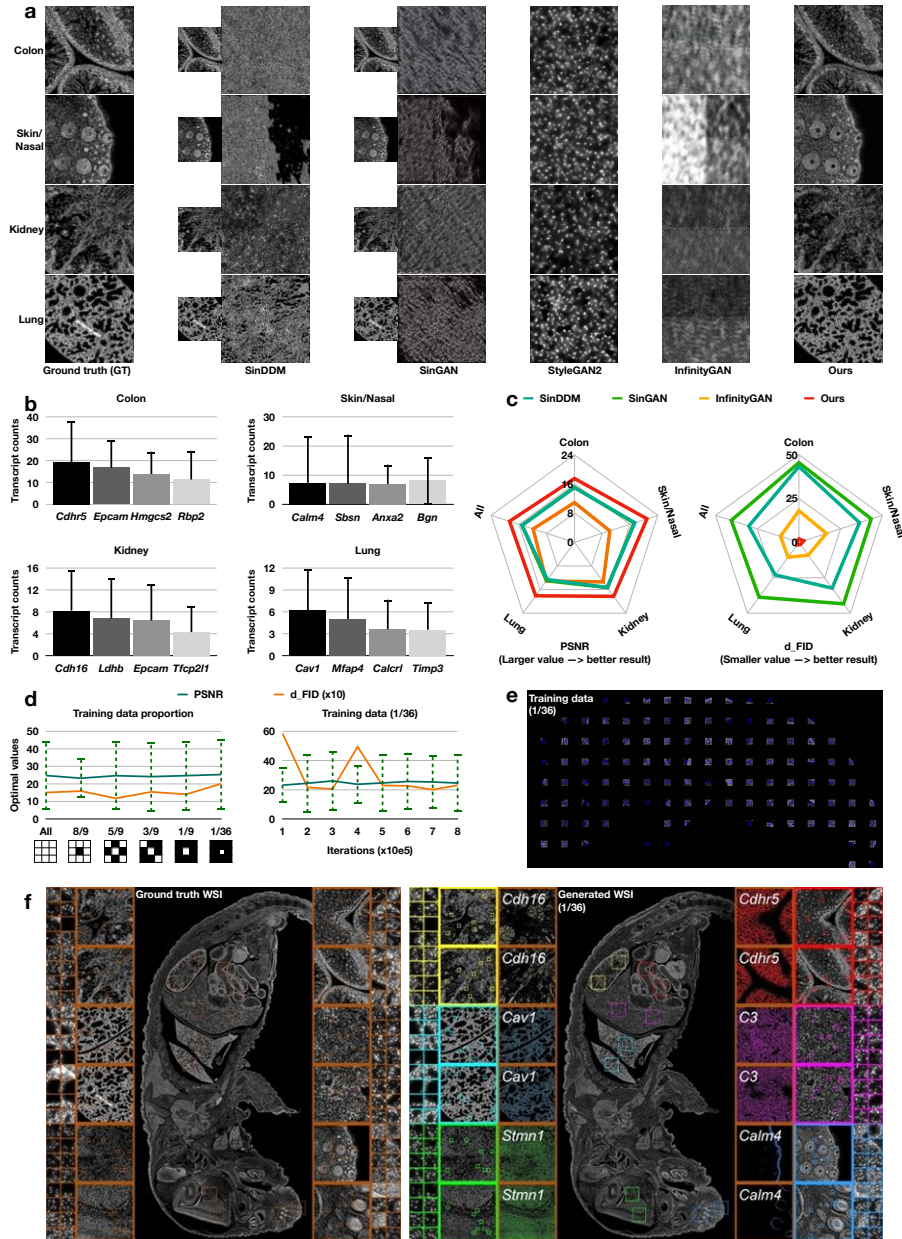 a
Colon
Skin/
Nasal
Kidney
Lung
Ground truth (GT)
SinDDM
SinGAN
StyleGAN2
InfinityGAN
Ours
b
Colon
Transcript counts
40
30
20
10
0
Cdhr5 Epcam Hmgcs2 Rbp2
Skin/Nasal
Transcript counts
30
20
10
0
Calm4 Sbsn Anxa2 Bgn
Kidney
Transcript counts
16
12
8
4
0
Cdh16 Ldhb Epcam Tfcp2l1
Lung
Transcript counts
12
9
6
3
0
Cav1 Mfap4 Calcrl Timp3
c
SinDDM
SinGAN
InfinityGAN
Ours
Colon
24
16
8
0
All
Skin/Nasal
Lung
Kidney
PSNR
(Larger value —> better result)
Colon
50
25
0
All
Skin/Nasal
Lung
Kidney
d_FID
(Smaller value —> better result)
d
PSNR
d_FID (x10)
Training data proportion
Optimal values
50
40
30
20
10
0
All 8/9 5/9 3/9 1/9 1/36
Training data (1/36)
60
40
20
0
1 2 3 4 5 6 7 8
Iterations (x10e5)
e
Training data
(1/36)
f
Ground truth WSI
Generated WSI
(1/36)
Cdh16
Cdh16
Cav1
Cav1
Stmn1
Stmn1
Cdhr5
Cdhr5
C3
C3
Calm4
Calm4